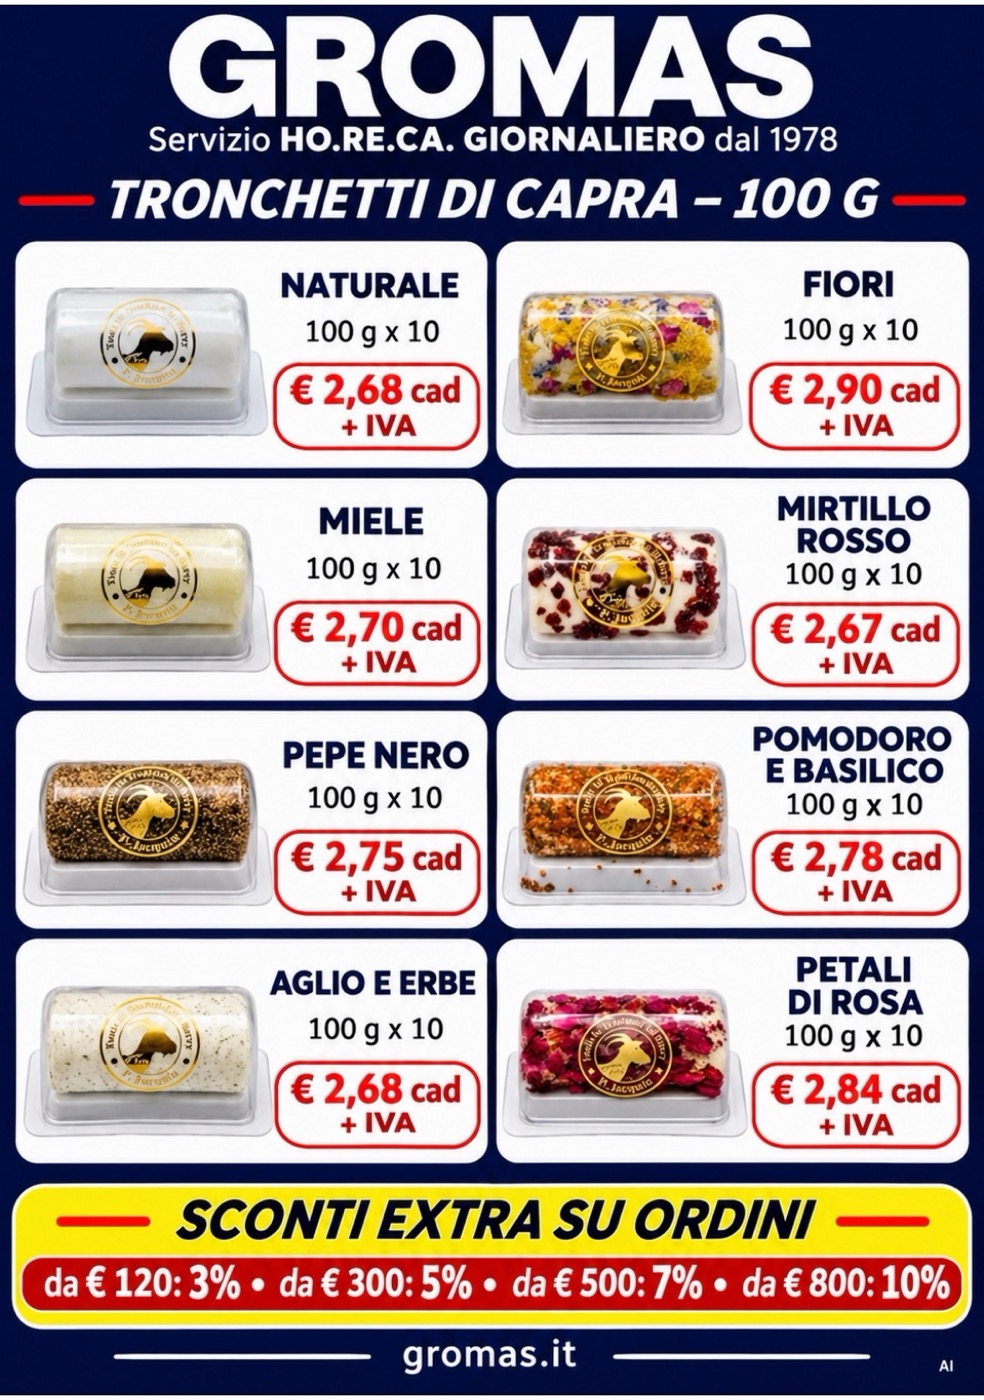 GROMAS
Servizio HO.RE.CA. GIORNALIERO dal 1978
TRONCHETTI DI CAPRA – 100 G
NATURALE
100 g x 10
€ 2,68 cad
+ IVA
FIORI
100 g x 10
€ 2,90 cad
+ IVA
MIELE
100 g x 10
€ 2,70 cad
+ IVA
MIRTILLO
ROSSO
100 g x 10
€ 2,67 cad
+ IVA
PEPE NERO
100 g x 10
€ 2,75 cad
+ IVA
POMODORO
E BASILICO
100 g x 10
€ 2,78 cad
+ IVA
AGLIO E ERBE
100 g x 10
€ 2,68 cad
+ IVA
PETALI
DI ROSA
100 g x 10
€ 2,84 cad
+ IVA
SCONTI EXTRA SU ORDINI
da € 120: 3% • da € 300: 5% • da € 500: 7% • da € 800: 10%
gromas.it
AI